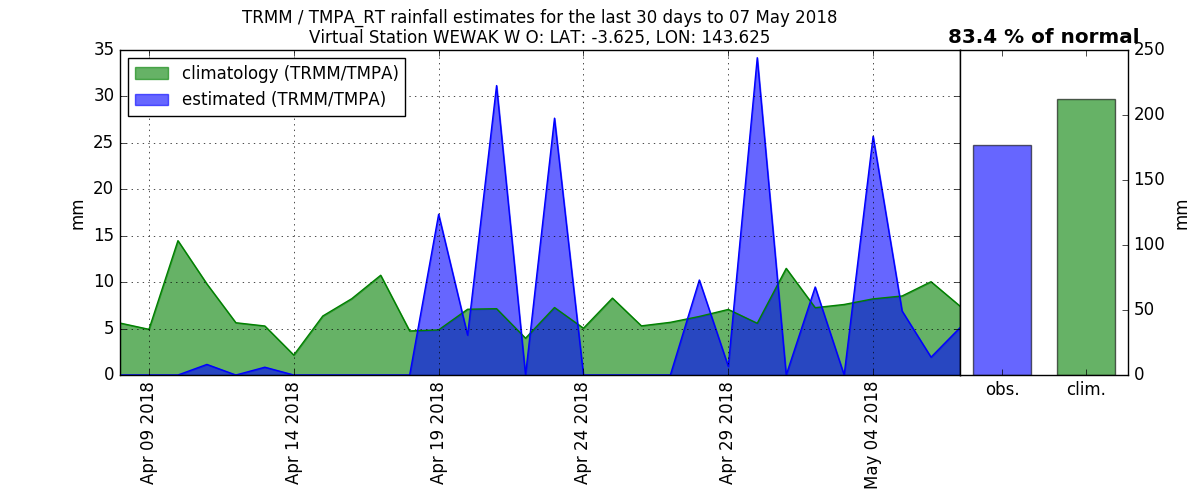 TRMM / TMPA_RT rainfall estimates for the last 30 days to 07 May 2018
Virtual Station WEWAK W O: LAT: -3.625, LON: 143.625
83.4 % of normal
climatology (TRMM/TMPA)
estimated (TRMM/TMPA)
35
30
25
20
15
10
5
0
mm
Apr 09 2018
Apr 14 2018
Apr 19 2018
Apr 24 2018
Apr 29 2018
May 04 2018
250
200
150
100
50
0
mm
obs.
clim.